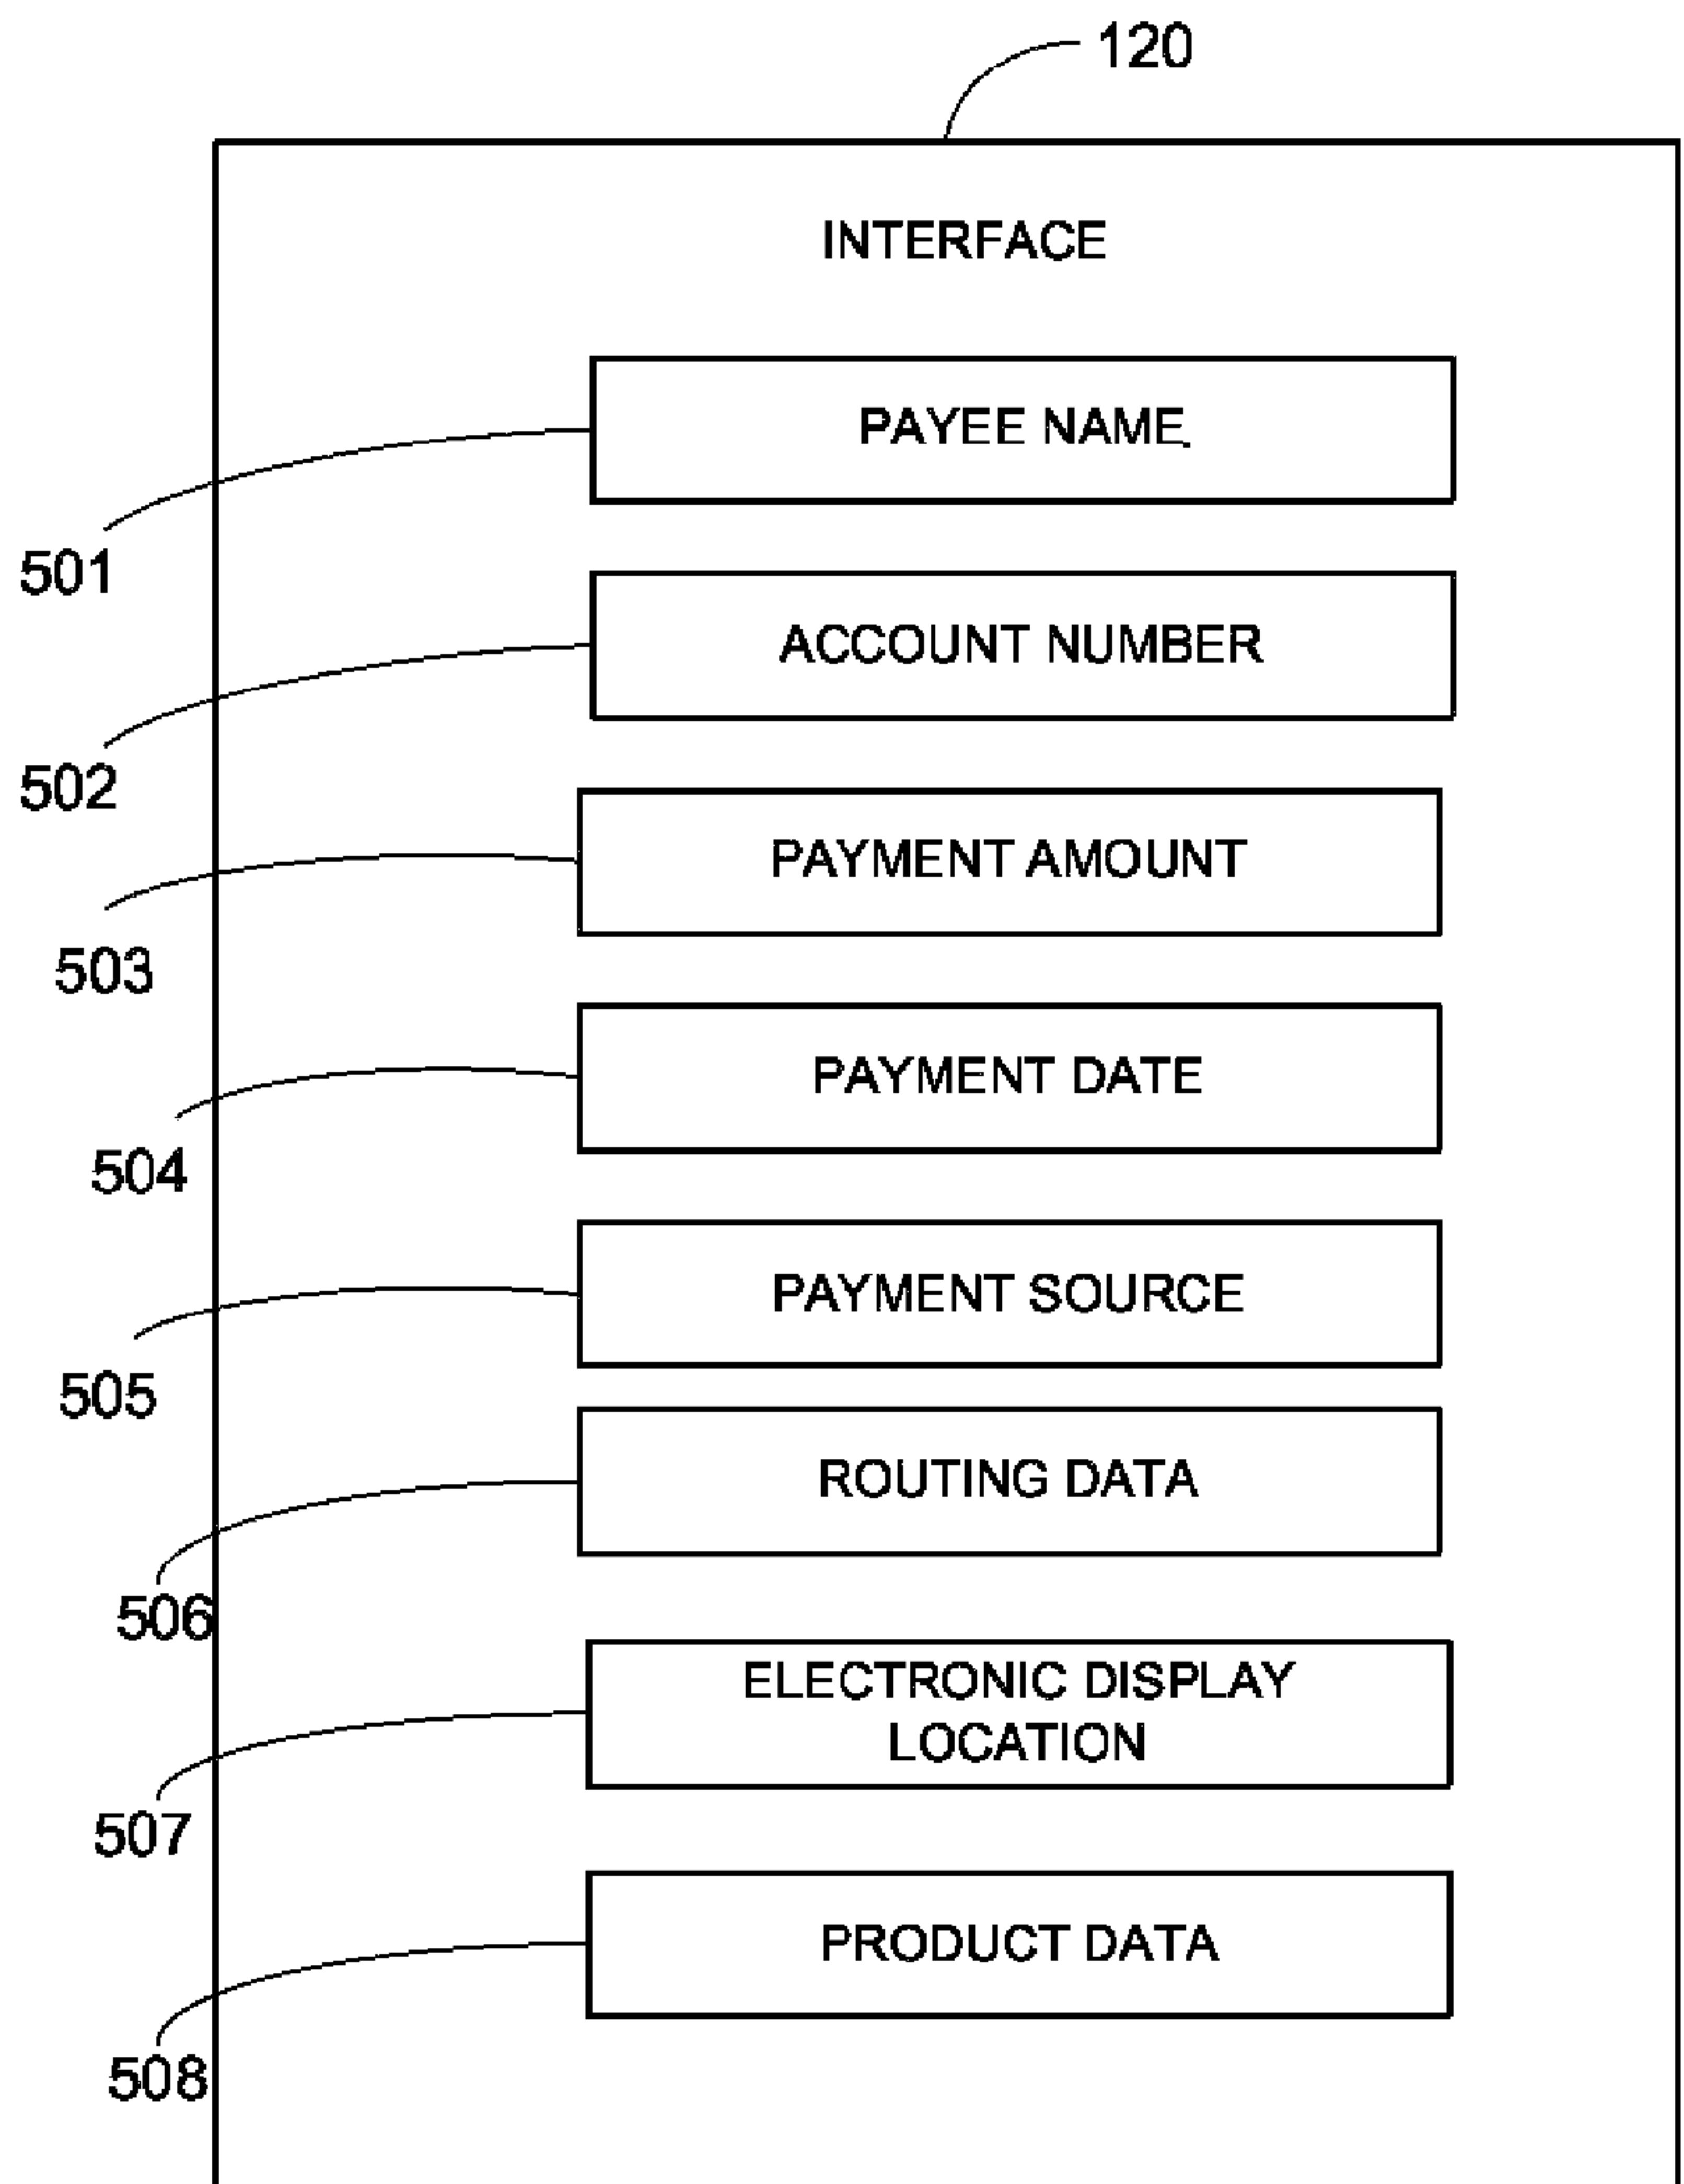 120
INTERFACE
PAYEE NAME
501
ACCOUNT NUMBER
502
PAYMENT AMOUNT
503
PAYMENT DATE
504
PAYMENT SOURCE
505
ROUTING DATA
506
ELECTRONIC DISPLAY
LOCATION
507
PRODUCT DATA
508